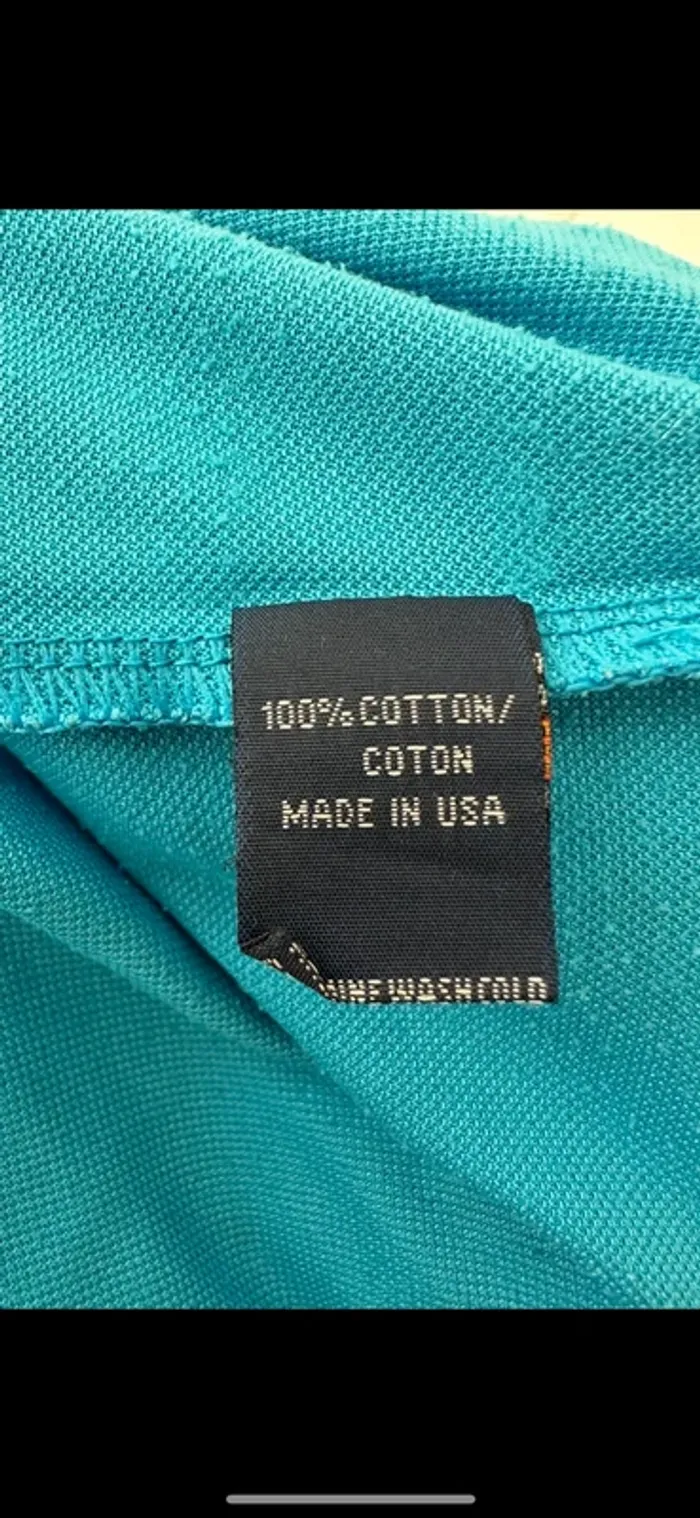 100% COTTON/
COTON
MADE IN USA
WASH COLD